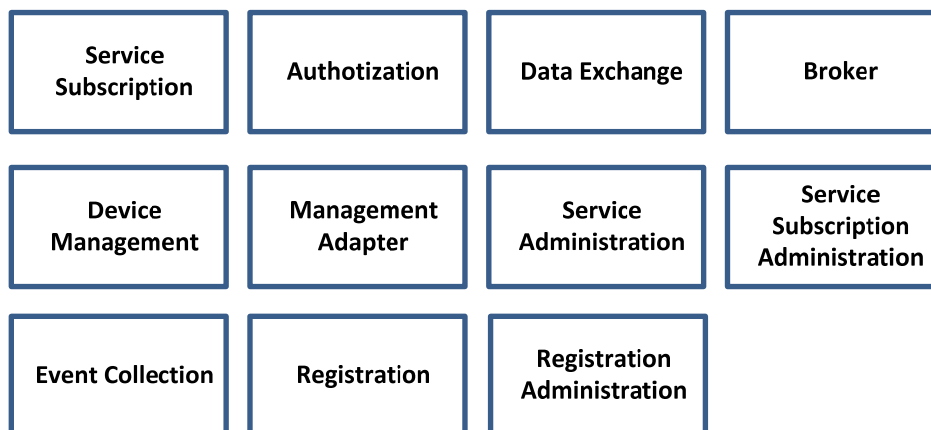 Service
Subscription
Authotization
Data Exchange
Broker
Device
Management
Management
Adapter
Service
Administration
Service
Subscription
Administration
Event Collection
Registration
Registration
Administration